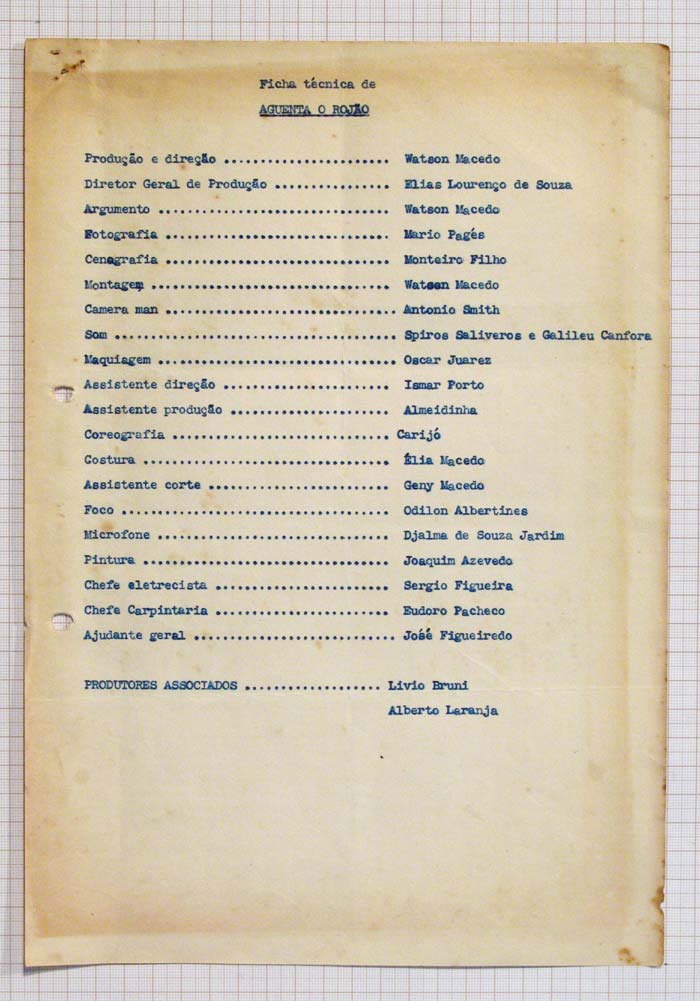 Ficha técnica de
AGUENTA O ROJÃO
Produção e direção ....................... Watson Macedo
Diretor Geral de Produção ................ Elias Lourenço de Souza
Argumento ................................ Watson Macedo
Fotografia ............................... Mario Pagés
Cenografia ............................... Monteiro Filho
Montagem ................................. Watson Macedo
Camera man ............................... Antonio Smith
Som ....................................... Spiros Saliveros e Galileu Canfora
Maquiagem ................................. Oscar Juarez
Assistente direção ....................... Ismar Porto
Assistente produção ...................... Almeidinha
Coreografia .............................. Carijó
Costura .................................. Élia Macedo
Assistente corte ......................... Geny Macedo
Foco ..................................... Odilon Albertines
Microfone ................................ Djalma de Souza Jardim
Pintura .................................. Joaquim Azevedo
Chefe eletrecista ........................ Sergio Figueira
Chefe Carpintaria ........................ Eudoro Pacheco
Ajudante geral ........................... José Figueiredo
PRODUTORES ASSOCIADOS ................... Livio Bruni
Alberto Laranja